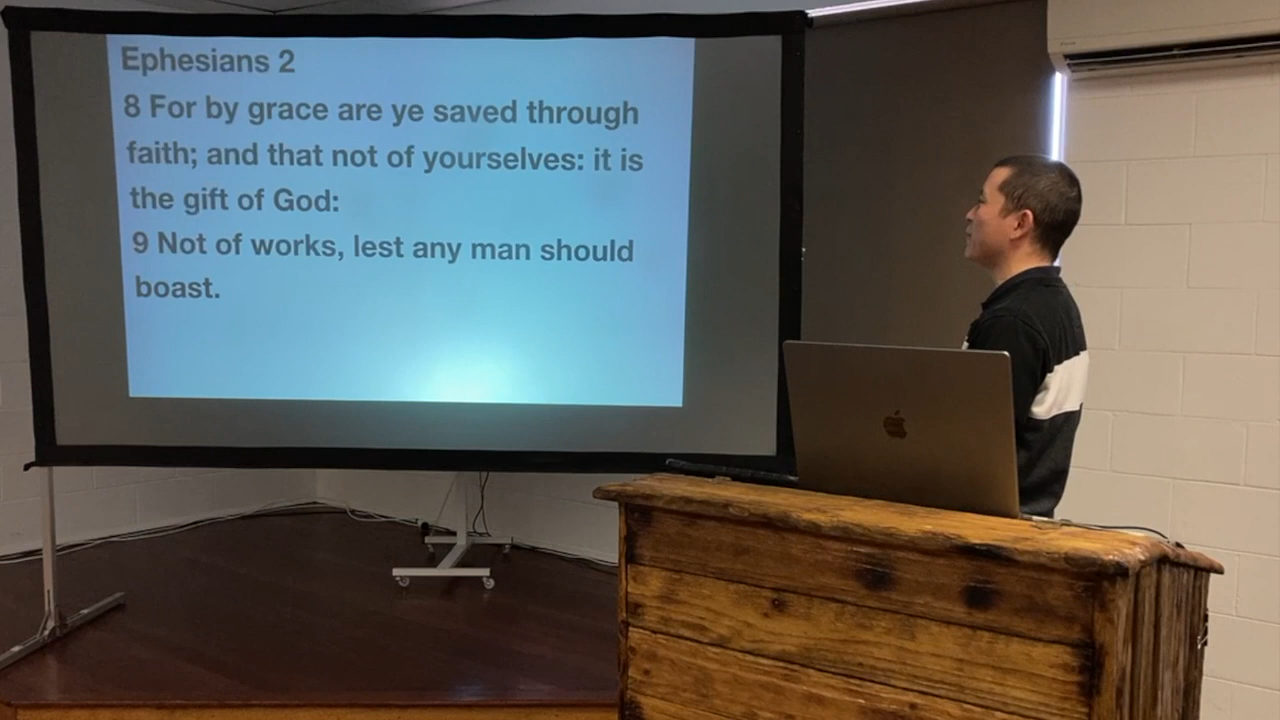 Ephesians 2
8 For by grace are ye saved through
faith; and that not of yourselves: it is
the gift of God:
9 Not of works, lest any man should
boast.